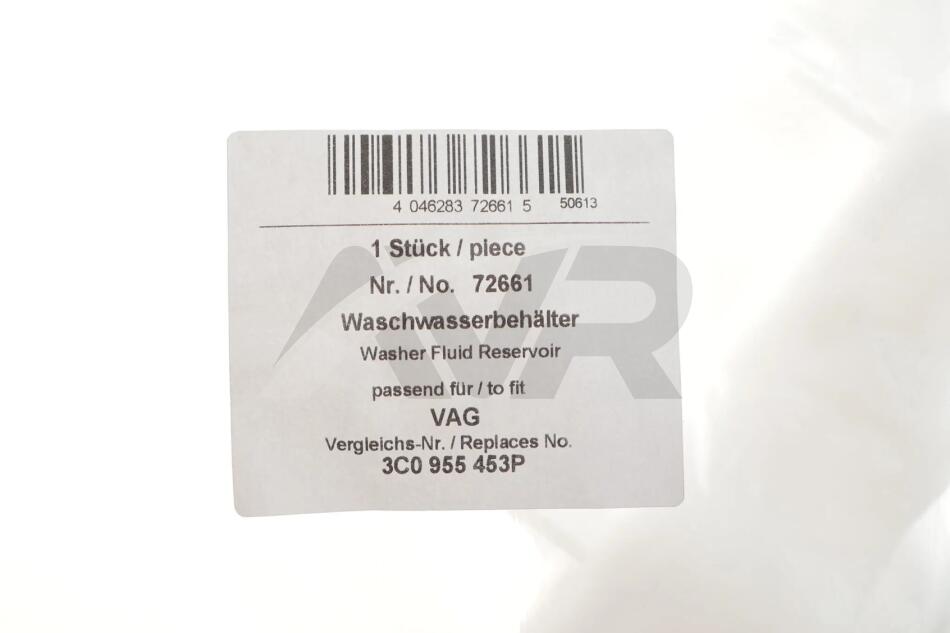 4 046283 72661 5 50613
1 Stück / piece
Nr. / No. 72661
Waschwasserbehälter
Washer Fluid Reservoir
passend für / to fit
VAG
Vergleichs-Nr. / Replaces No.
3C0 955 453P